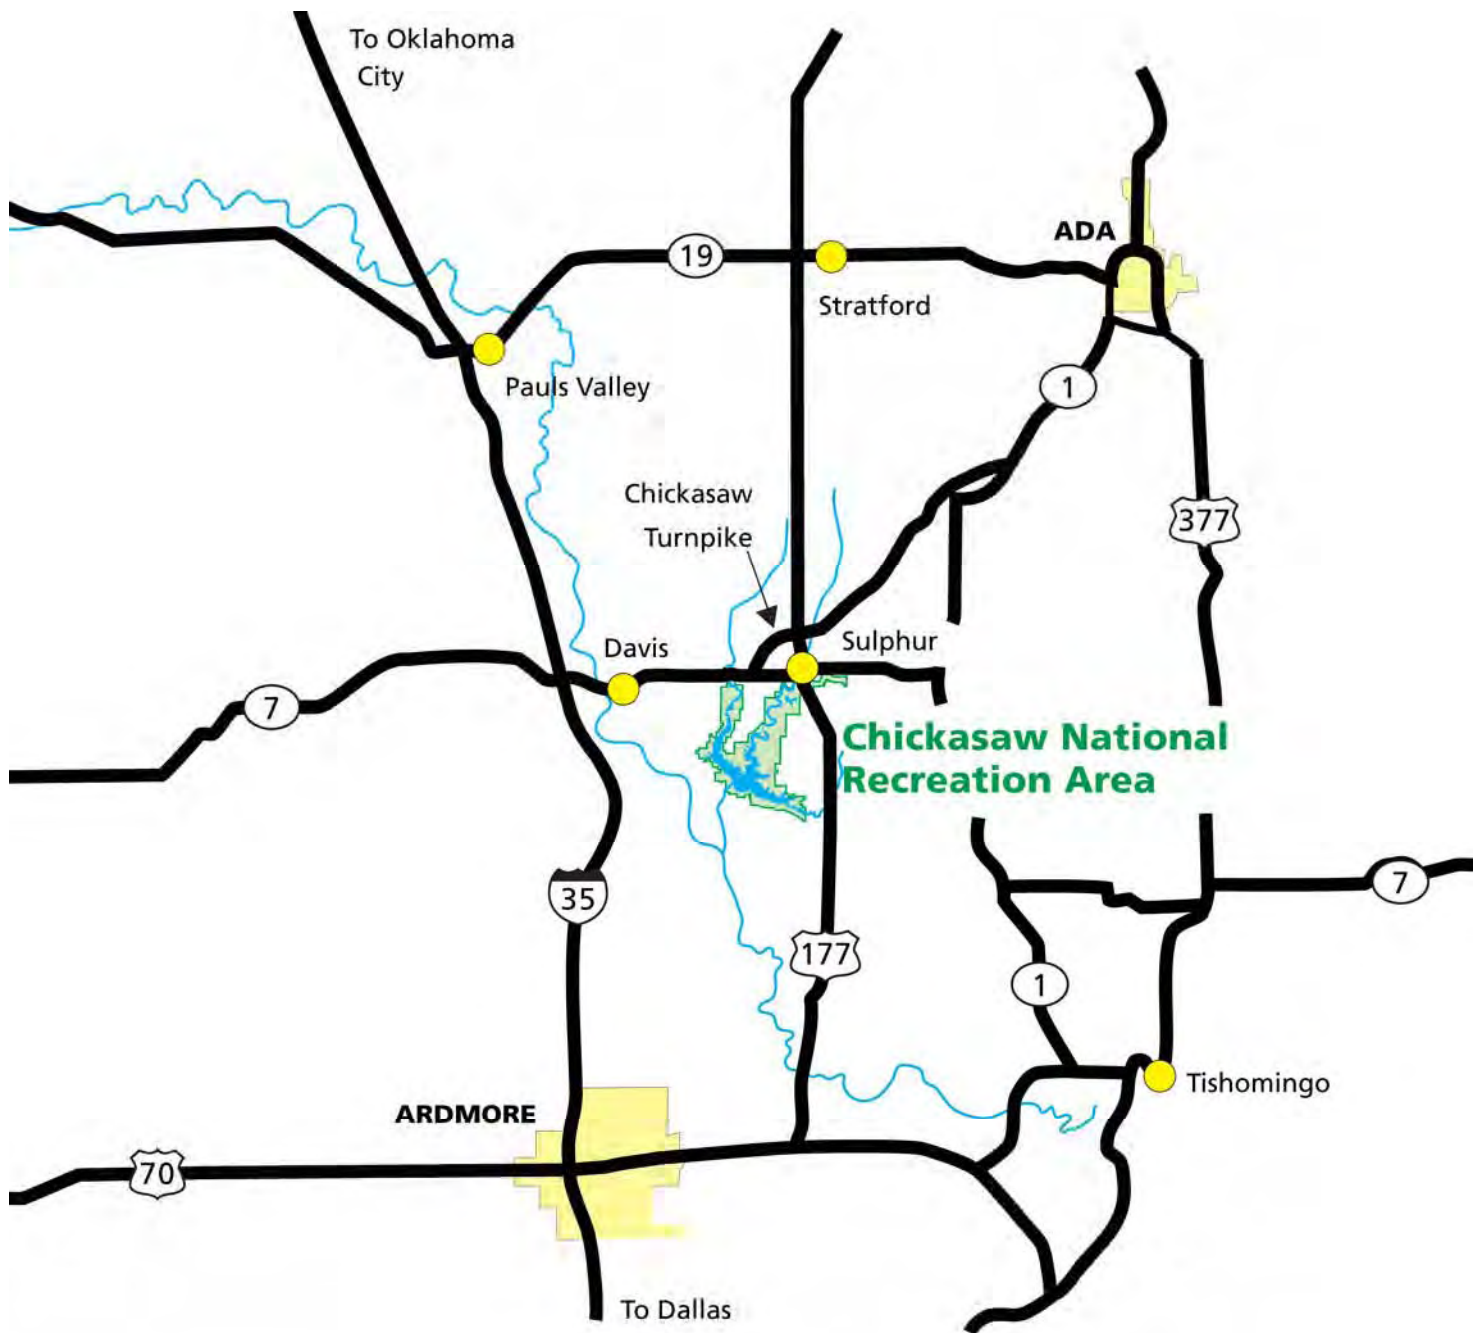 To Oklahoma
City
ADA
19
Stratford
Pauls Valley
1
Chickasaw
Turnpike
377
Davis
Sulphur
7
Chickasaw National
Recreation Area
35
7
177
1
Tishomingo
ARDMORE
70
To Dallas